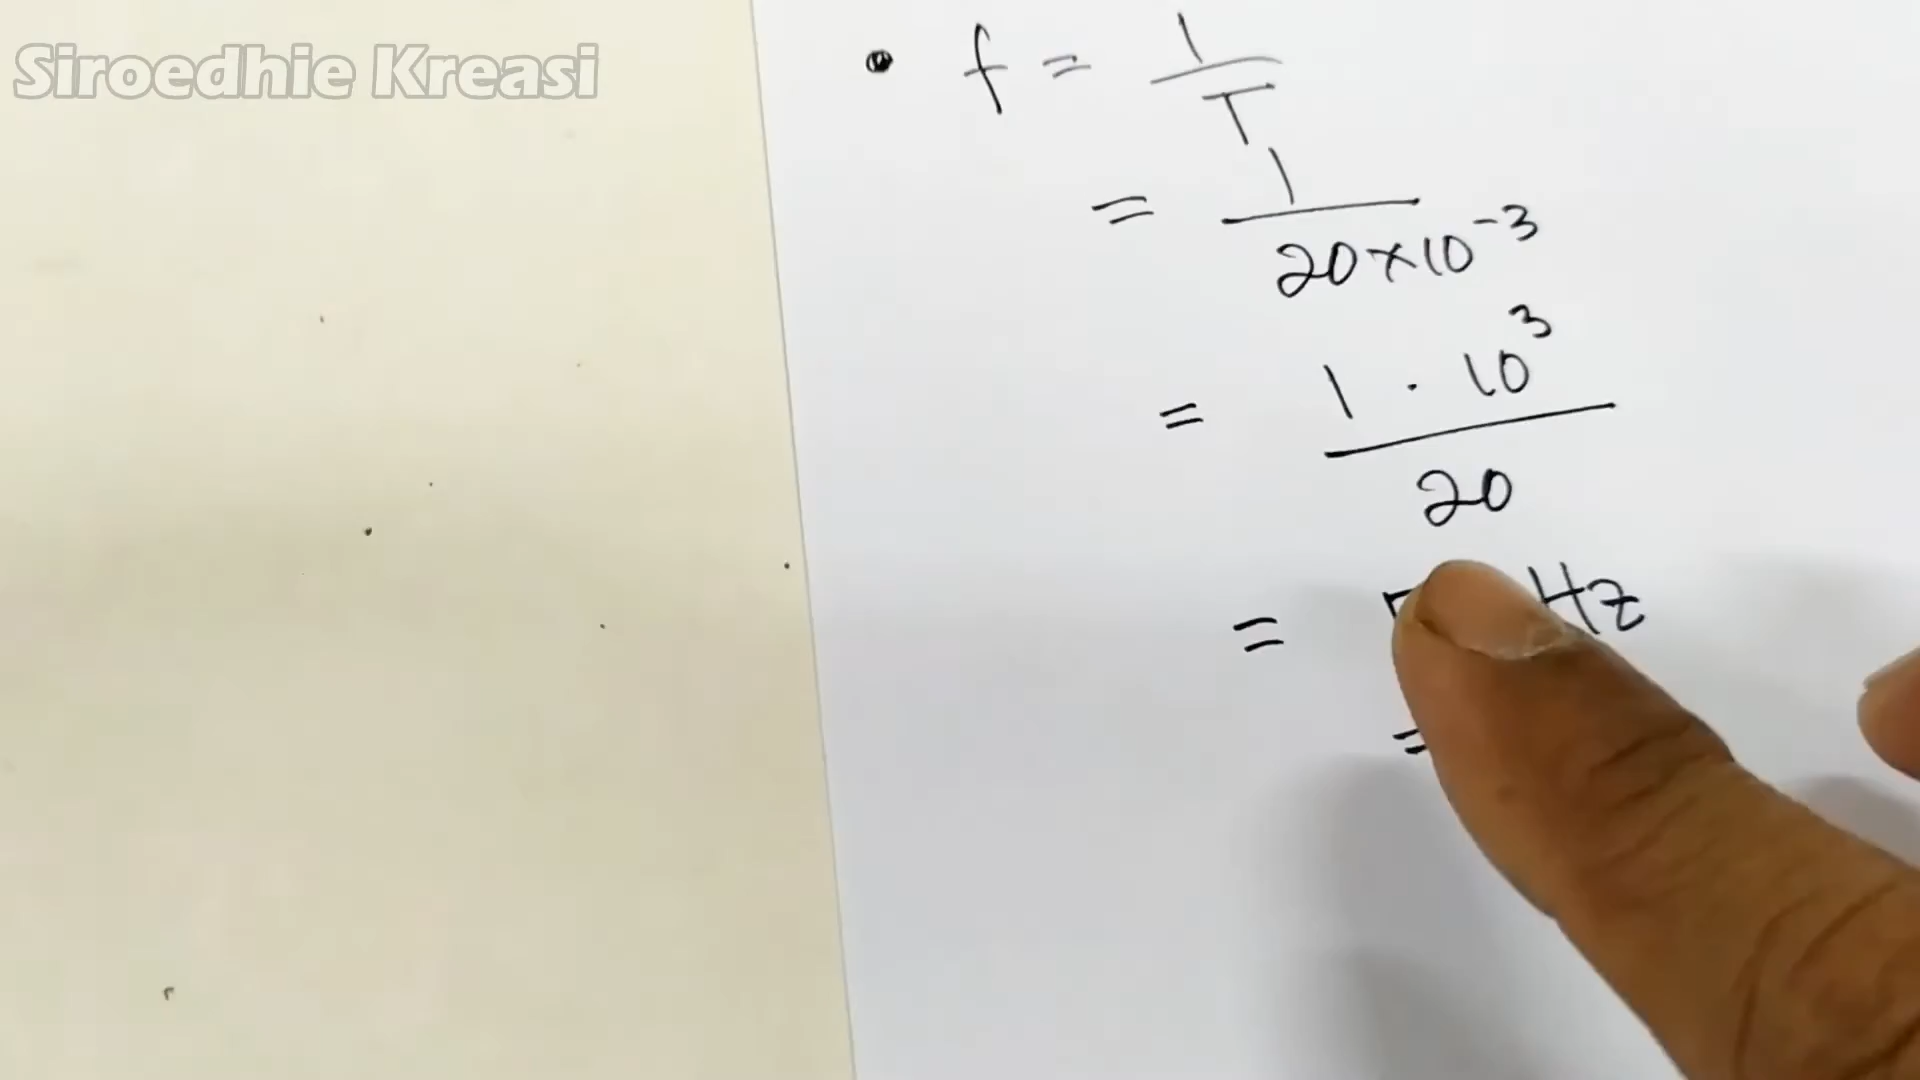 Siroedhie Kreasi
• f = 1/T
= 1/20×10⁻³
= 1 · 10³/20
= Hz
=